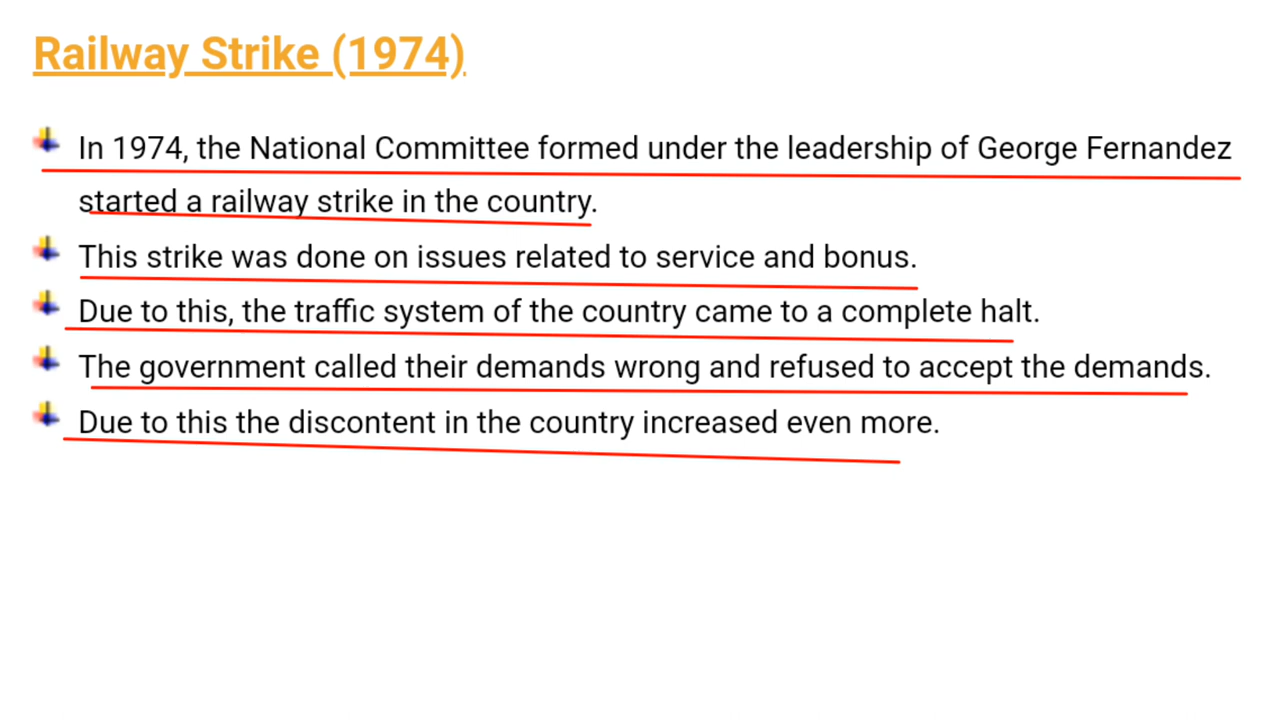 Railway Strike (1974)
In 1974, the National Committee formed under the leadership of George Fernandez
started a railway strike in the country.
This strike was done on issues related to service and bonus.
Due to this, the traffic system of the country came to a complete halt.
The government called their demands wrong and refused to accept the demands.
Due to this the discontent in the country increased even more.